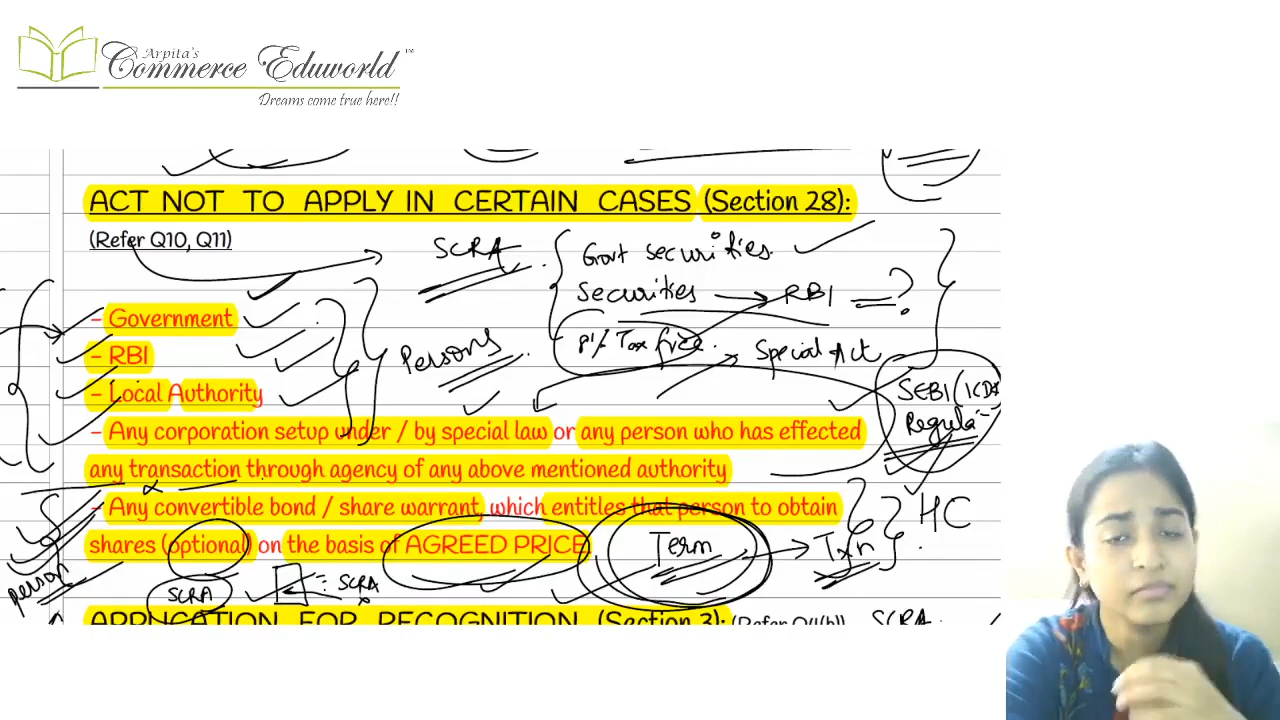 Arpita's
Commerce Eduworld™
Dreams come true here!!
ACT NOT TO APPLY IN CERTAIN CASES (Section 28):
(Refer Q10, Q11)
SCRA
Govt securities.
Securities → RBI = ?
8% Tax free.
Special Act
Persons
- Government
- RBI
- Local Authority
SEBI (ICDR
Regula
- Any corporation setup under / by special law or any person who has effected
any transaction through agency of any above mentioned authority
- Any convertible bond / share warrant, which entitles that person to obtain
shares (optional) on the basis of AGREED PRICE
HC
Term → Txn
person
SCRA
SCRA
APPLICATION FOR RECOGNITION (Section 3): (Refer Q4(b))
SCRA.